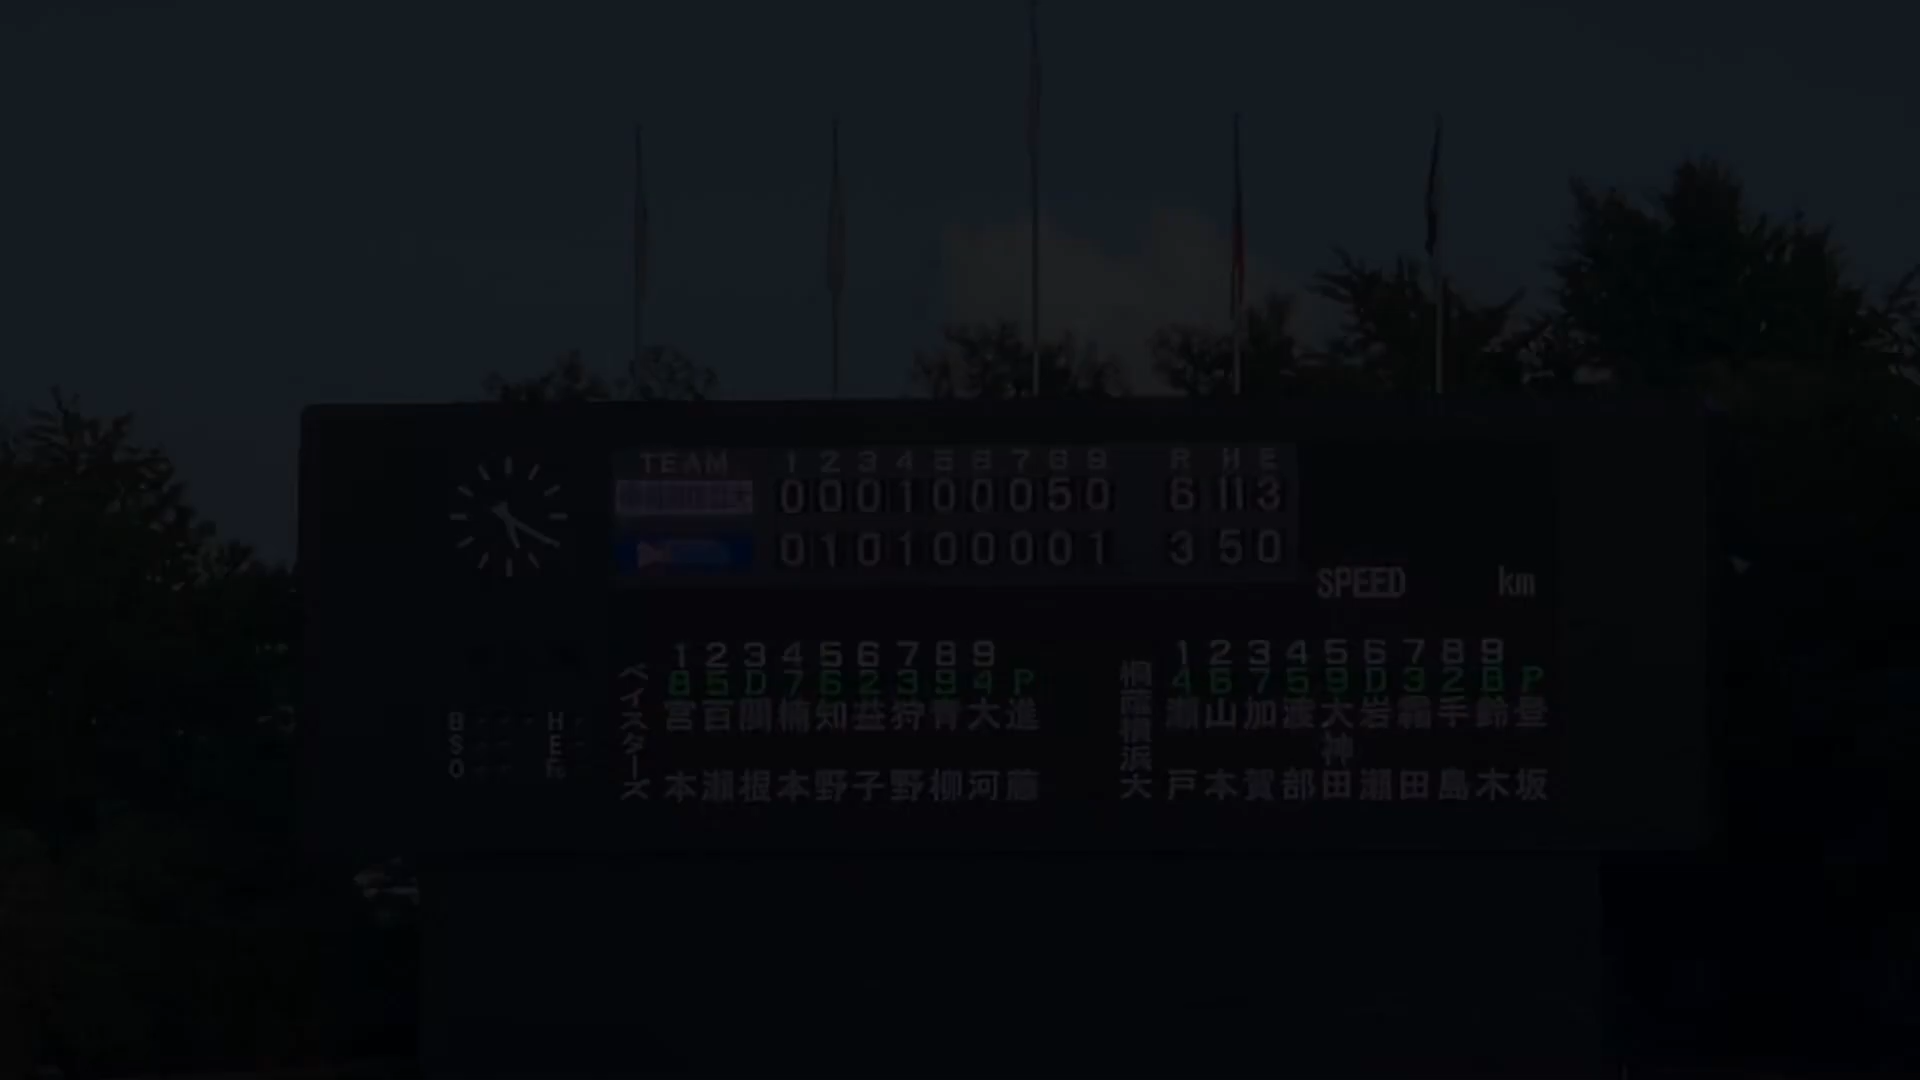 TEAM 1 2 3 4 5 6 7 8 9 R H E
0 0 0 1 0 0 0 5 0 6 11 3
0 1 0 1 0 0 0 0 1 3 5 0
SPEED km
B H
S E
O Fc
ベイスターズ
1 2 3 4 5 6 7 8 9
8 5 D 7 6 2 3 9 4 P
宮本
百瀬
関根
楠本
知野
益子
狩野
青柳
大河
進藤
桐蔭横浜大
1 2 3 4 5 6 7 8 9
4 6 7 5 9 D 3 2 8 P
瀬戸
山本
加賀
渡部
大神田
岩瀬
霜田
手島
鈴木
登坂